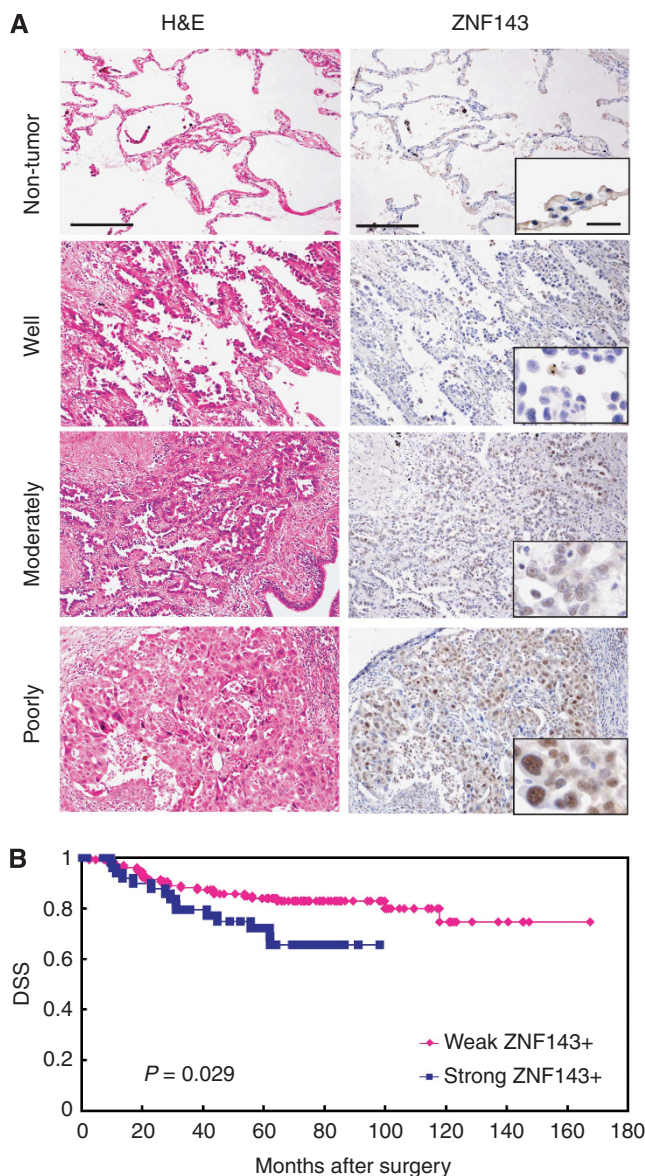 A
H&E
ZNF143
Non-tumor
Well
Moderately
Poorly
B
1
0.8
0.6
0.4
0.2
0
DSS
P = 0.029
Weak ZNF143+
Strong ZNF143+
0 20 40 60 80 100 120 140 160 180
Months after surgery